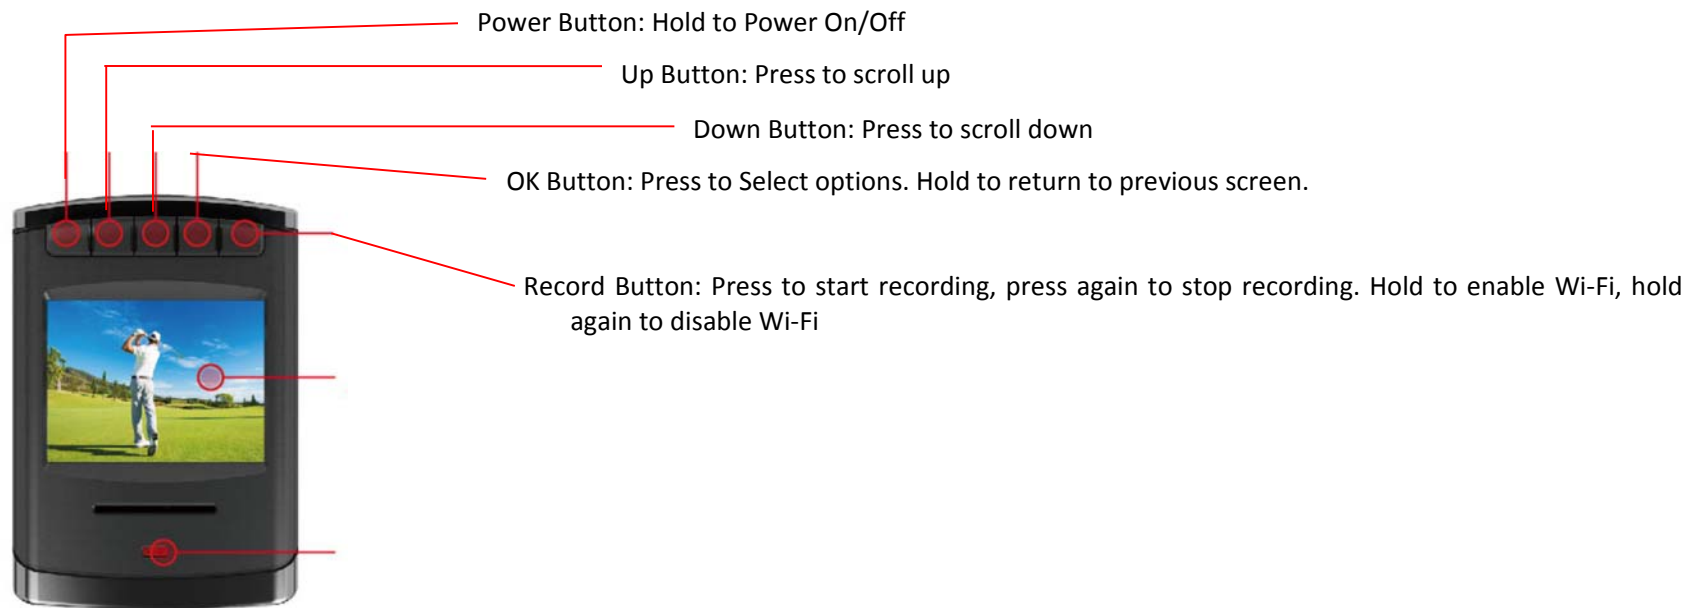 Power Button: Hold to Power On/Off
Up Button: Press to scroll up
Down Button: Press to scroll down
OK Button: Press to Select options. Hold to return to previous screen.
Record Button: Press to start recording, press again to stop recording. Hold to enable Wi-Fi, hold
again to disable Wi-Fi